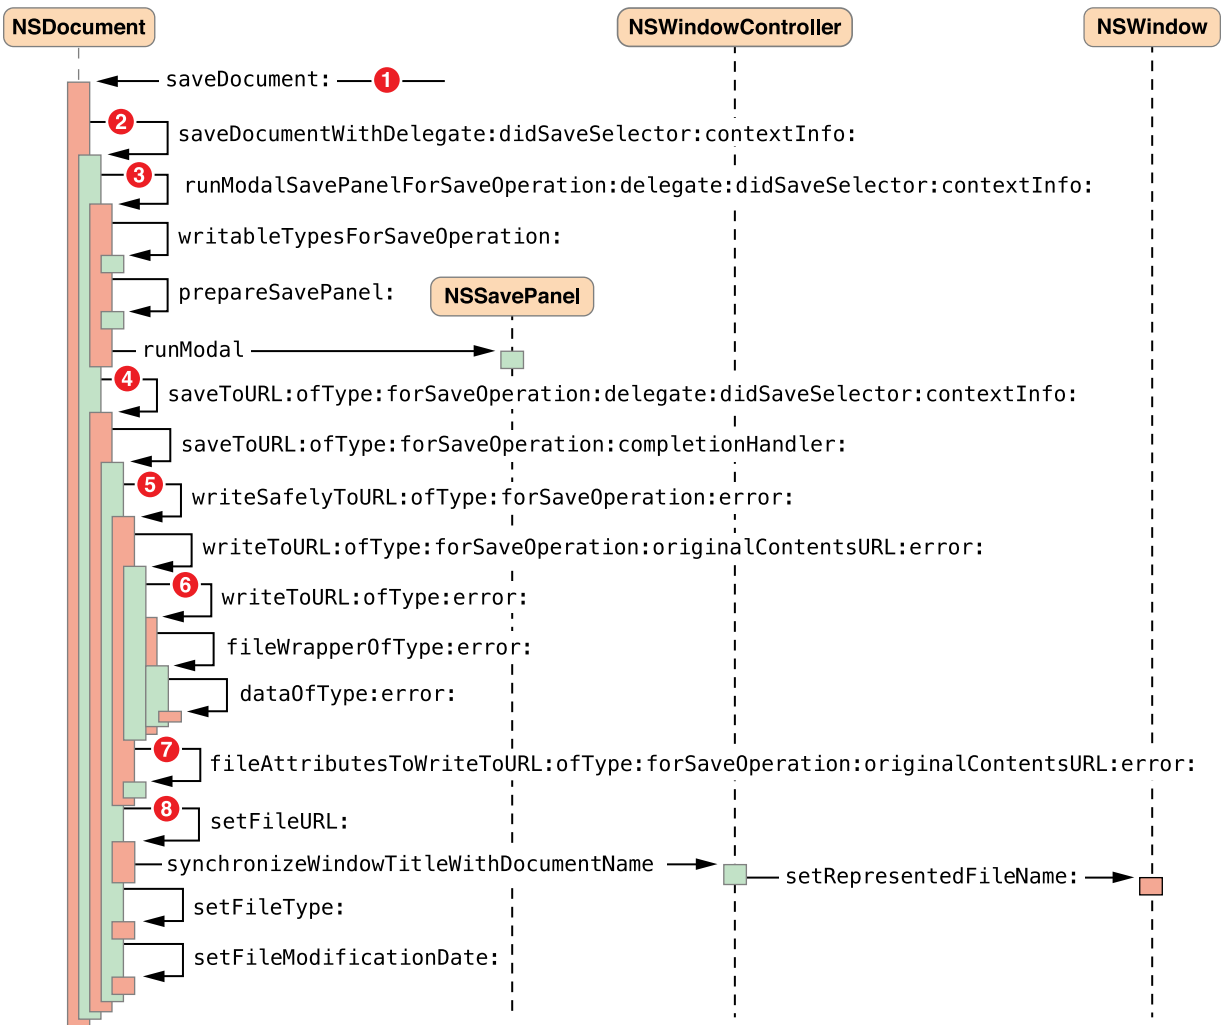 NSDocument NSWindowController NSWindow
saveDocument: 1
2 saveDocumentWithDelegate:didSaveSelector:contextInfo:
3 runModalSavePanelForSaveOperation:delegate:didSaveSelector:contextInfo:
writableTypesForSaveOperation:
prepareSavePanel: NSSavePanel
runModal
4 saveToURL:ofType:forSaveOperation:delegate:didSaveSelector:contextInfo:
saveToURL:ofType:forSaveOperation:completionHandler:
5 writeSafelyToURL:ofType:forSaveOperation:error:
writeToURL:ofType:forSaveOperation:originalContentsURL:error:
6 writeToURL:ofType:error:
fileWrapperOfType:error:
dataOfType:error:
7 fileAttributesToWriteToURL:ofType:forSaveOperation:originalContentsURL:error:
8 setFileURL:
synchronizeWindowTitleWithDocumentName setRepresentedFileName:
setFileType:
setFileModificationDate: